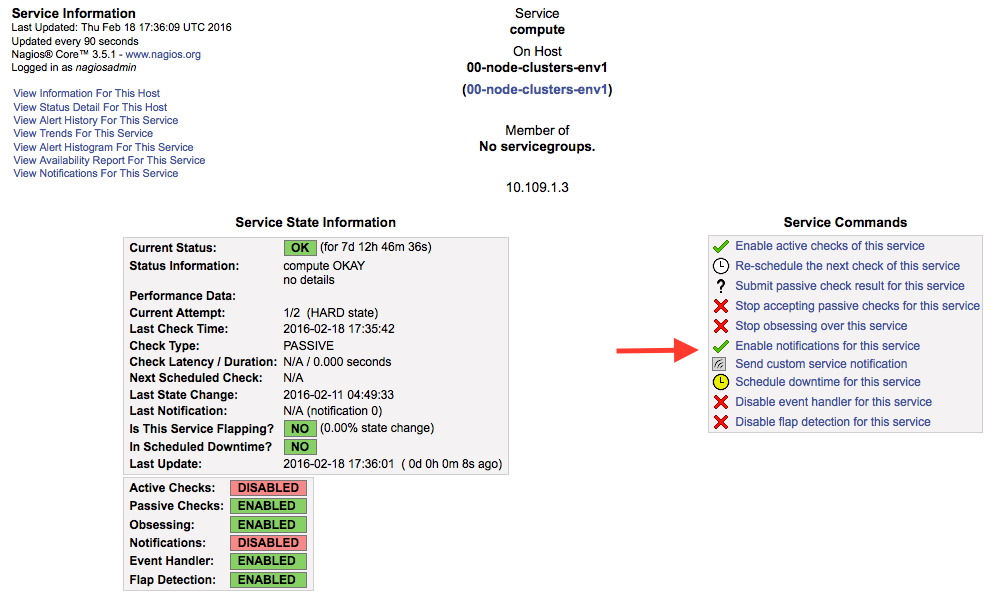 Service Information
Last Updated: Thu Feb 18 17:36:09 UTC 2016
Updated every 90 seconds
Nagios® Core™ 3.5.1 - www.nagios.org
Logged in as nagiosadmin
View Information For This Host
View Status Detail For This Host
View Alert History For This Service
View Trends For This Service
View Alert Histogram For This Service
View Availability Report For This Service
View Notifications For This Service
Service
compute
On Host
00-node-clusters-env1
(00-node-clusters-env1)
Member of
No servicegroups.
10.109.1.3
Service State Information
Current Status: OK (for 7d 12h 46m 36s)
Status Information: compute OKAY
no details
Performance Data:
Current Attempt: 1/2 (HARD state)
Last Check Time: 2016-02-18 17:35:42
Check Type: PASSIVE
Check Latency / Duration: N/A / 0.000 seconds
Next Scheduled Check: N/A
Last State Change: 2016-02-11 04:49:33
Last Notification: N/A (notification 0)
Is This Service Flapping? NO (0.00% state change)
In Scheduled Downtime? NO
Last Update: 2016-02-18 17:36:01 ( 0d 0h 0m 8s ago)
Active Checks: DISABLED
Passive Checks: ENABLED
Obsessing: ENABLED
Notifications: DISABLED
Event Handler: ENABLED
Flap Detection: ENABLED
Service Commands
Enable active checks of this service
Re-schedule the next check of this service
? Submit passive check result for this service
Stop accepting passive checks for this service
Stop obsessing over this service
Enable notifications for this service
Send custom service notification
Schedule downtime for this service
Disable event handler for this service
Disable flap detection for this service